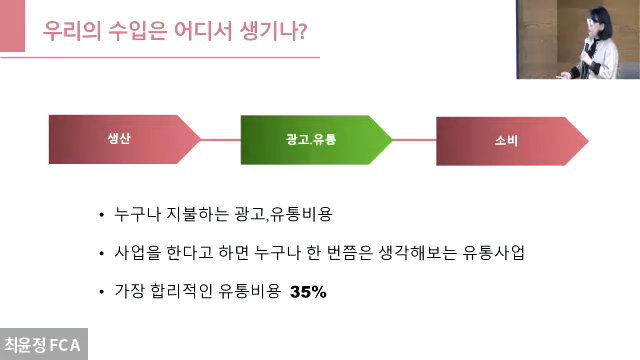 우리의 수입은 어디서 생기나?
생산
광고.유통
소비
• 누구나 지불하는 광고,유통비용
• 사업을 한다고 하면 누구나 한 번쯤은 생각해보는 유통사업
• 가장 합리적인 유통비용 35%
최윤정 FCA